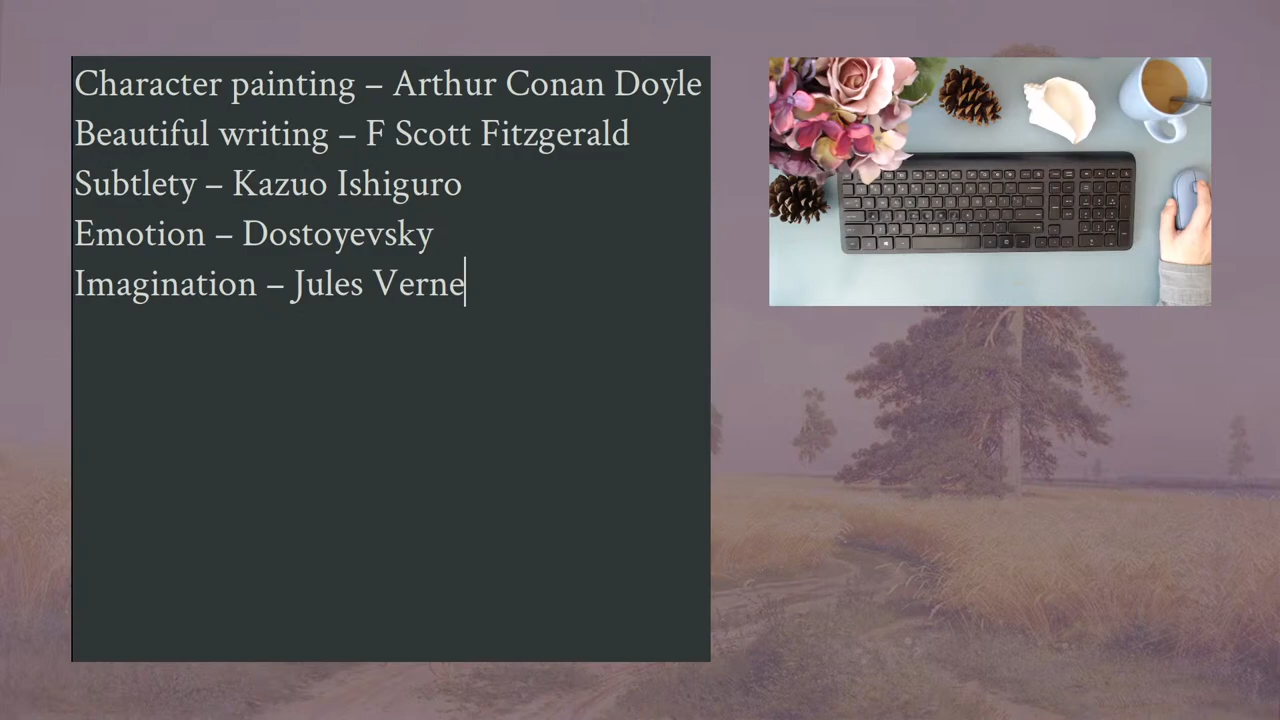 Character painting – Arthur Conan Doyle
Beautiful writing – F Scott Fitzgerald
Subtlety – Kazuo Ishiguro
Emotion – Dostoyevsky
Imagination – Jules Verne